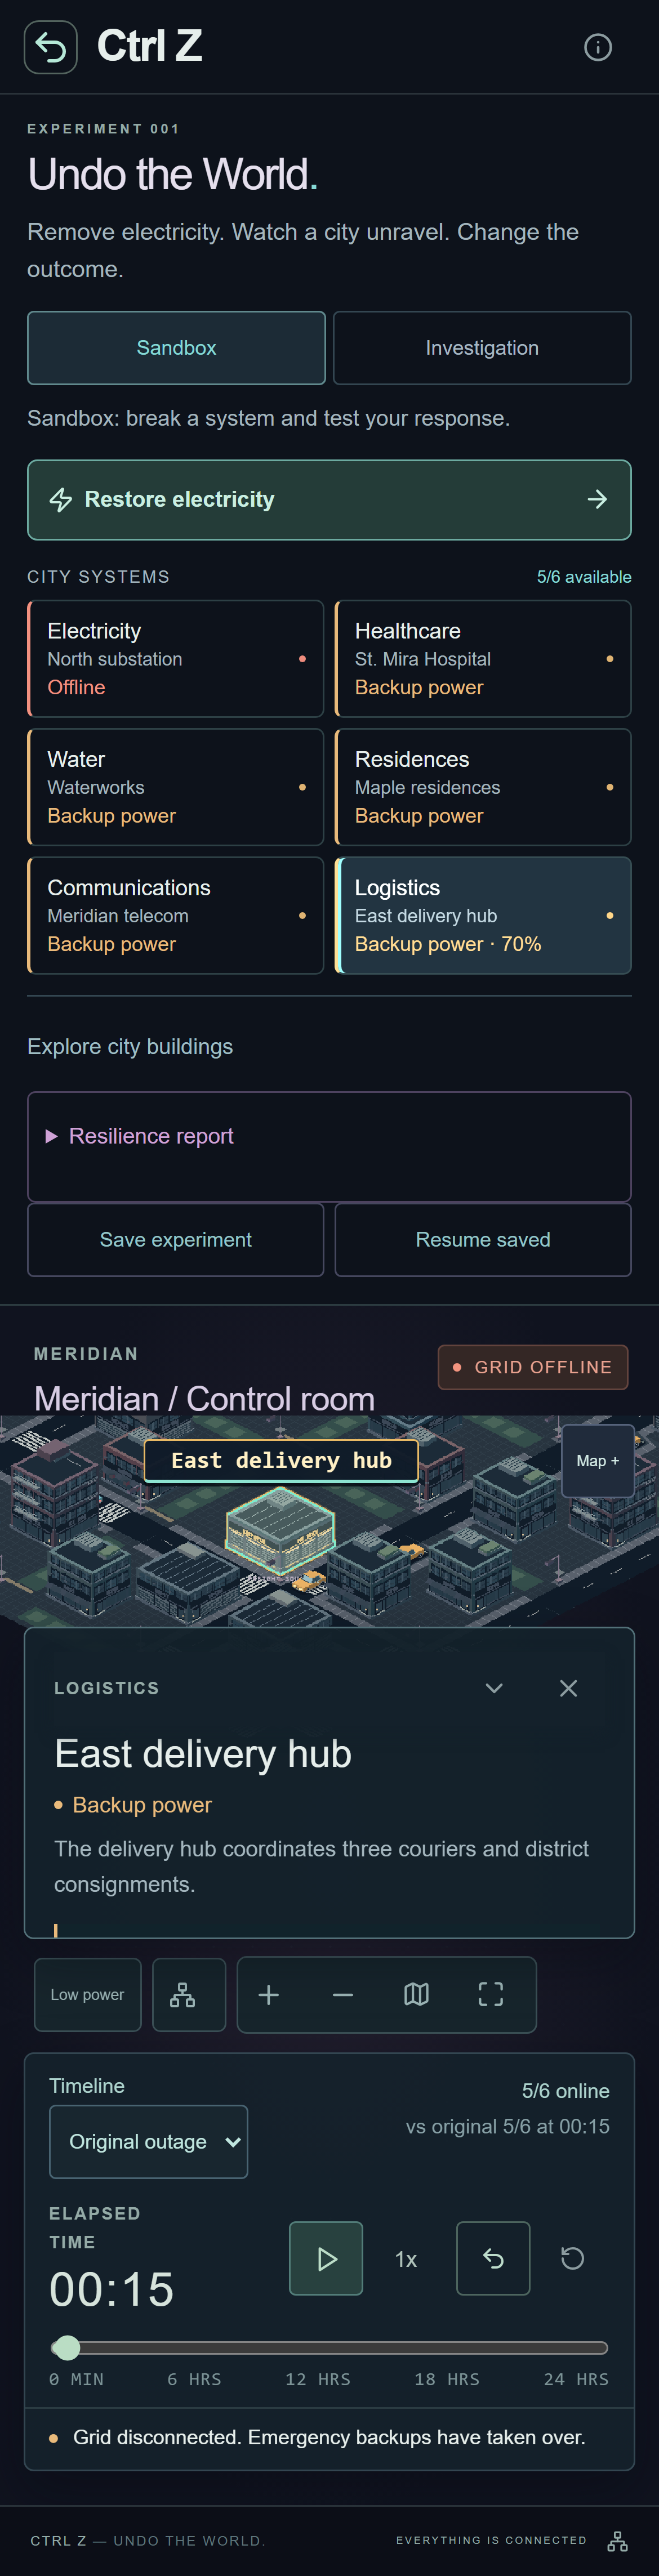 Ctrl Z
EXPERIMENT 001
Undo the World.
Remove electricity. Watch a city unravel. Change the
outcome.
Sandbox
Investigation
Sandbox: break a system and test your response.
Restore electricity
CITY SYSTEMS
5/6 available
Electricity
North substation
Offline
Healthcare
St. Mira Hospital
Backup power
Water
Waterworks
Backup power
Residences
Maple residences
Backup power
Communications
Meridian telecom
Backup power
Logistics
East delivery hub
Backup power · 70%
Explore city buildings
Resilience report
Save experiment
Resume saved
MERIDIAN
Meridian / Control room
GRID OFFLINE
East delivery hub
Map +
LOGISTICS
East delivery hub
Backup power
The delivery hub coordinates three couriers and district
consignments.
Low power
Timeline
Original outage
5/6 online
vs original 5/6 at 00:15
ELAPSED
TIME
00:15
1x
0 MIN
6 HRS
12 HRS
18 HRS
24 HRS
Grid disconnected. Emergency backups have taken over.
CTRL Z — UNDO THE WORLD.
EVERYTHING IS CONNECTED